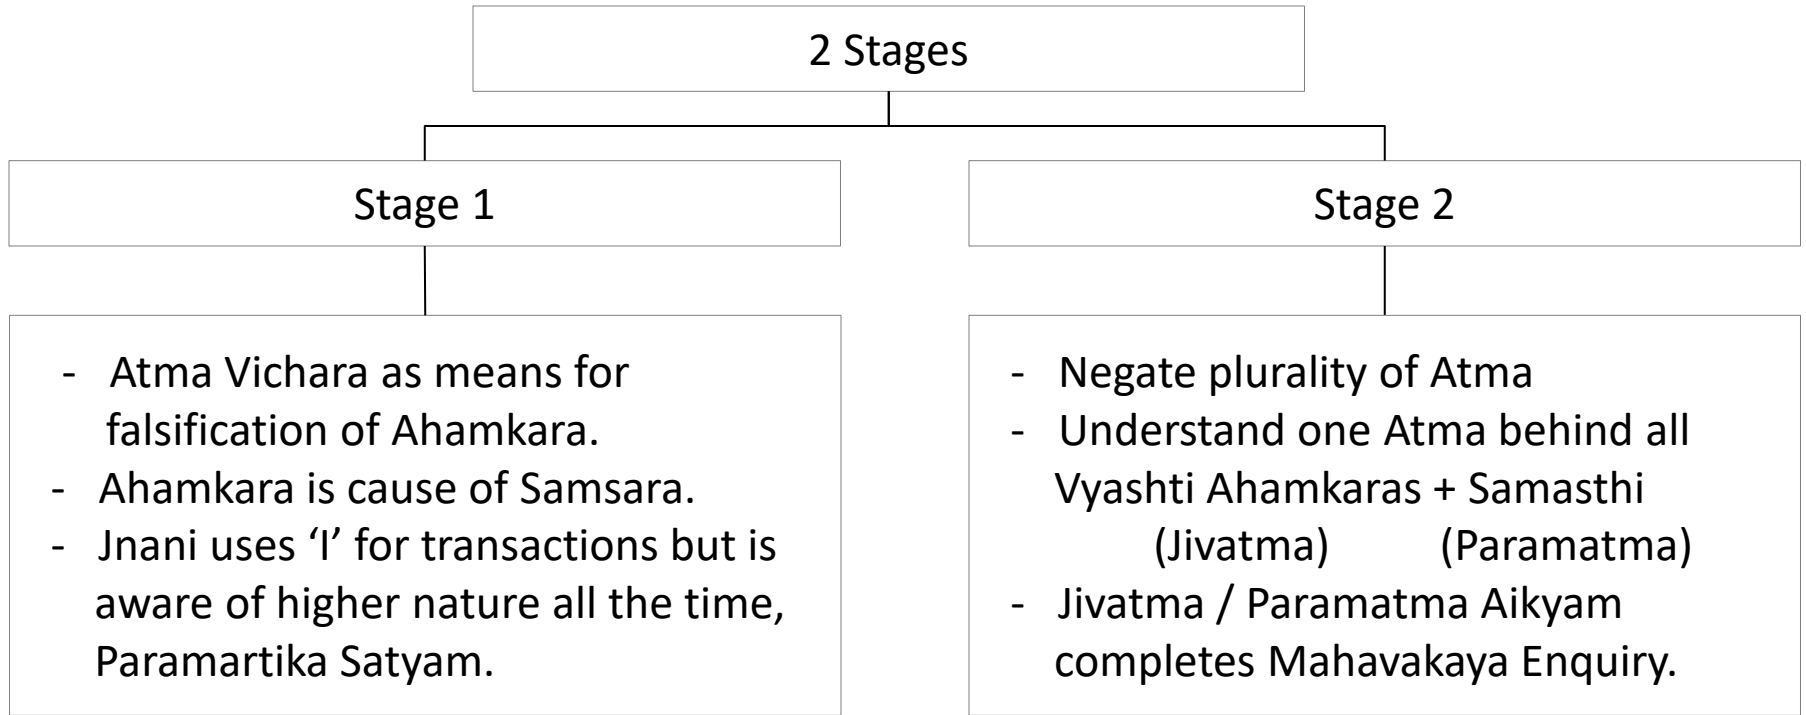 2 Stages
Stage 1
- Atma Vichara as means for
falsification of Ahamkara.
- Ahamkara is cause of Samsara.
- Jnani uses ‘I’ for transactions but is
aware of higher nature all the time,
Paramartika Satyam.
Stage 2
- Negate plurality of Atma
- Understand one Atma behind all
Vyashti Ahamkaras + Samasthi
(Jivatma) (Paramatma)
- Jivatma / Paramatma Aikyam
completes Mahavakaya Enquiry.